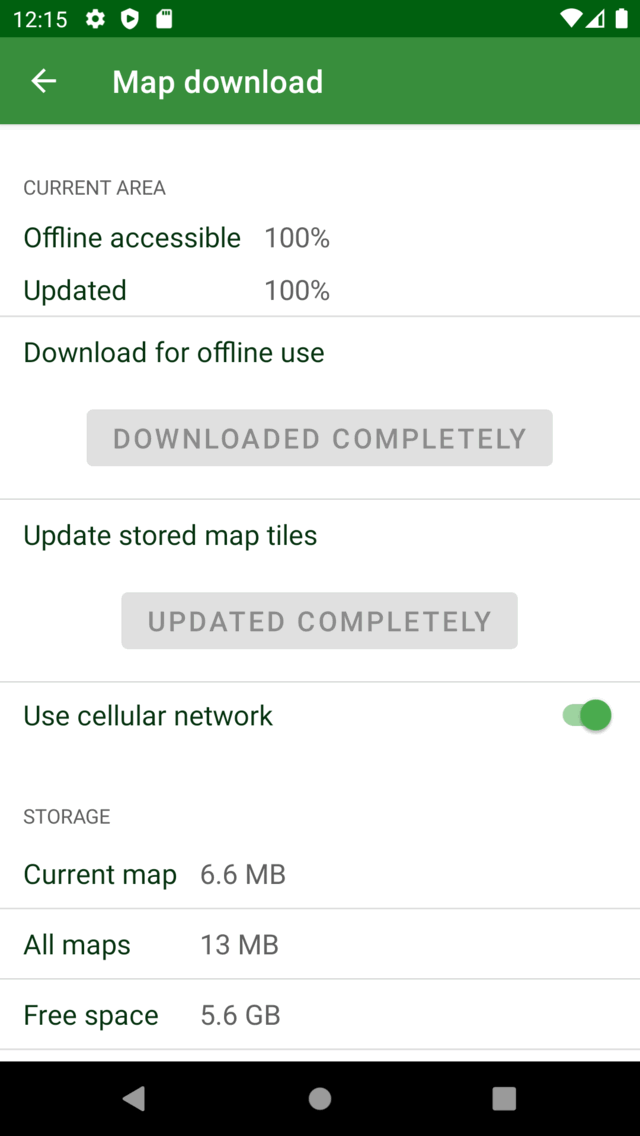 12:15
Map download
CURRENT AREA
Offline accessible 100%
Updated 100%
Download for offline use
DOWNLOADED COMPLETELY
Update stored map tiles
UPDATED COMPLETELY
Use cellular network
STORAGE
Current map 6.6 MB
All maps 13 MB
Free space 5.6 GB